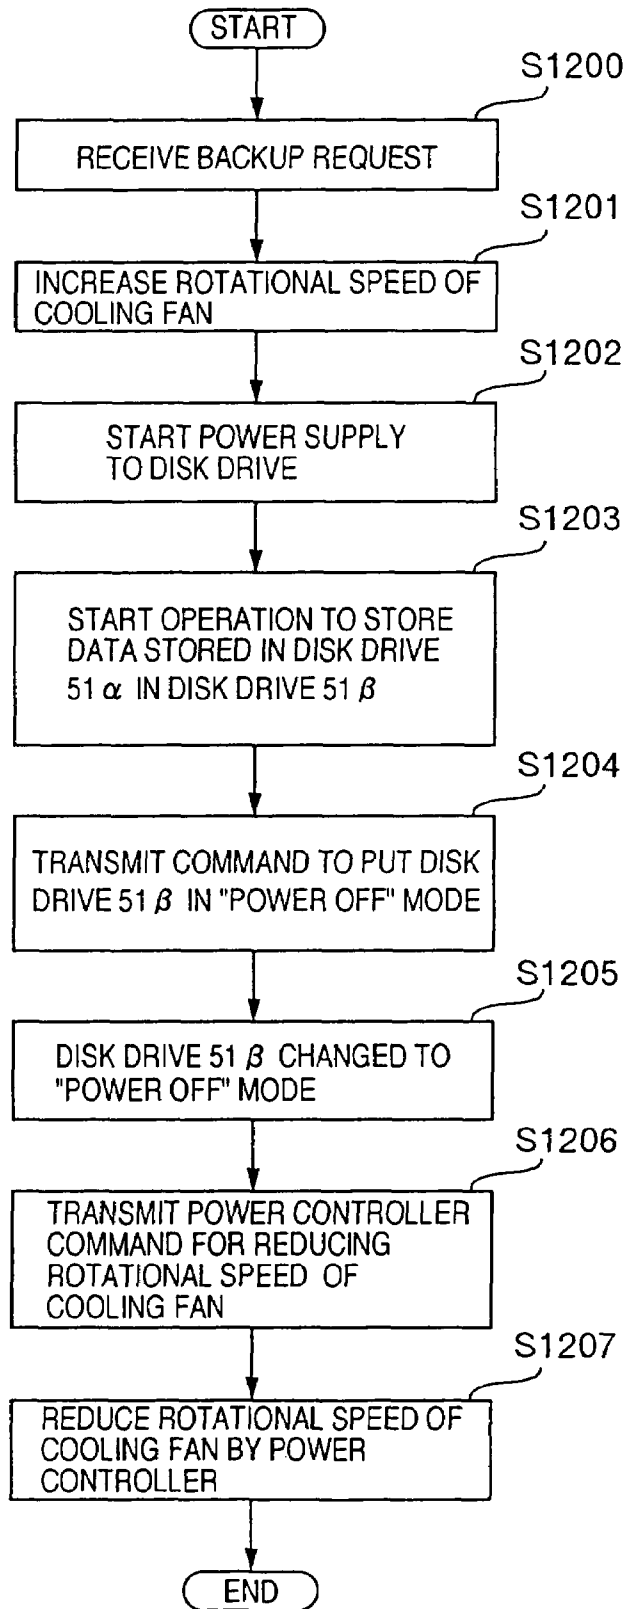 START
S1200
RECEIVE BACKUP REQUEST
S1201
INCREASE ROTATIONAL SPEED OF
COOLING FAN
S1202
START POWER SUPPLY
TO DISK DRIVE
S1203
START OPERATION TO STORE
DATA STORED IN DISK DRIVE
51 α IN DISK DRIVE 51 β
S1204
TRANSMIT COMMAND TO PUT DISK
DRIVE 51 β IN "POWER OFF" MODE
S1205
DISK DRIVE 51 β CHANGED TO
"POWER OFF" MODE
S1206
TRANSMIT POWER CONTROLLER
COMMAND FOR REDUCING
ROTATIONAL SPEED OF
COOLING FAN
S1207
REDUCE ROTATIONAL SPEED OF
COOLING FAN BY POWER
CONTROLLER
END